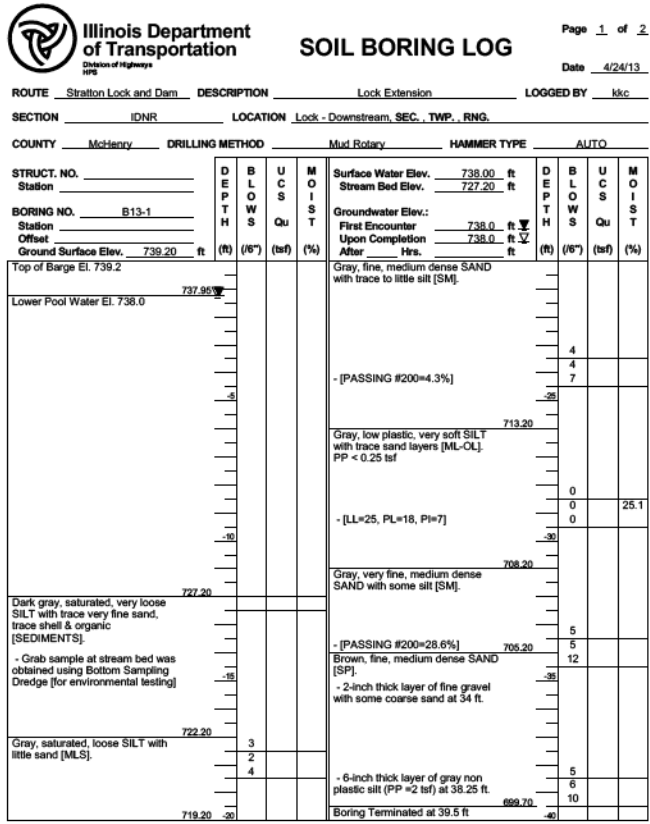 Illinois Department
of Transportation
Division of Highways
HPS
SOIL BORING LOG
Page 1 of 2
Date 4/24/13
ROUTE Stratton Lock and Dam DESCRIPTION Lock Extension LOGGED BY kkc
SECTION IDNR LOCATION Lock - Downstream, SEC. , TWP. , RNG.
COUNTY McHenry DRILLING METHOD Mud Rotary HAMMER TYPE AUTO
STRUCT. NO.
Station
BORING NO. B13-1
Station
Offset
Ground Surface Elev. 739.20 ft
DEPTH (ft)
BLOWS (/6")
UCS Qu (tsf)
MOIST (%)
Surface Water Elev. 738.00 ft
Stream Bed Elev. 727.20 ft
Groundwater Elev.:
First Encounter 738.0 ft
Upon Completion 738.0 ft
After Hrs. ft
DEPTH (ft)
BLOWS (/6")
UCS Qu (tsf)
MOIST (%)
Top of Barge El. 739.2
737.95
Lower Pool Water El. 738.0
-5
-10
727.20
Dark gray, saturated, very loose
SILT with trace very fine sand,
trace shell & organic
[SEDIMENTS].
- Grab sample at stream bed was
obtained using Bottom Sampling
Dredge [for environmental testing]
-15
722.20
Gray, saturated, loose SILT with
little sand [MLS].
3
2
4
719.20 -20
Gray, fine, medium dense SAND
with trace to little silt [SM].
4
4
7
- [PASSING #200=4.3%]
-25
713.20
Gray, low plastic, very soft SILT
with trace sand layers [ML-OL].
PP < 0.25 tsf
0
0 25.1
0
- [LL=25, PL=18, PI=7]
-30
708.20
Gray, very fine, medium dense
SAND with some silt [SM].
5
5
12
- [PASSING #200=28.6%] 705.20
Brown, fine, medium dense SAND
[SP].
-35
- 2-inch thick layer of fine gravel
with some coarse sand at 34 ft.
5
6
10
- 6-inch thick layer of gray non
plastic silt (PP =2 tsf) at 38.25 ft.
699.70
Boring Terminated at 39.5 ft
-40